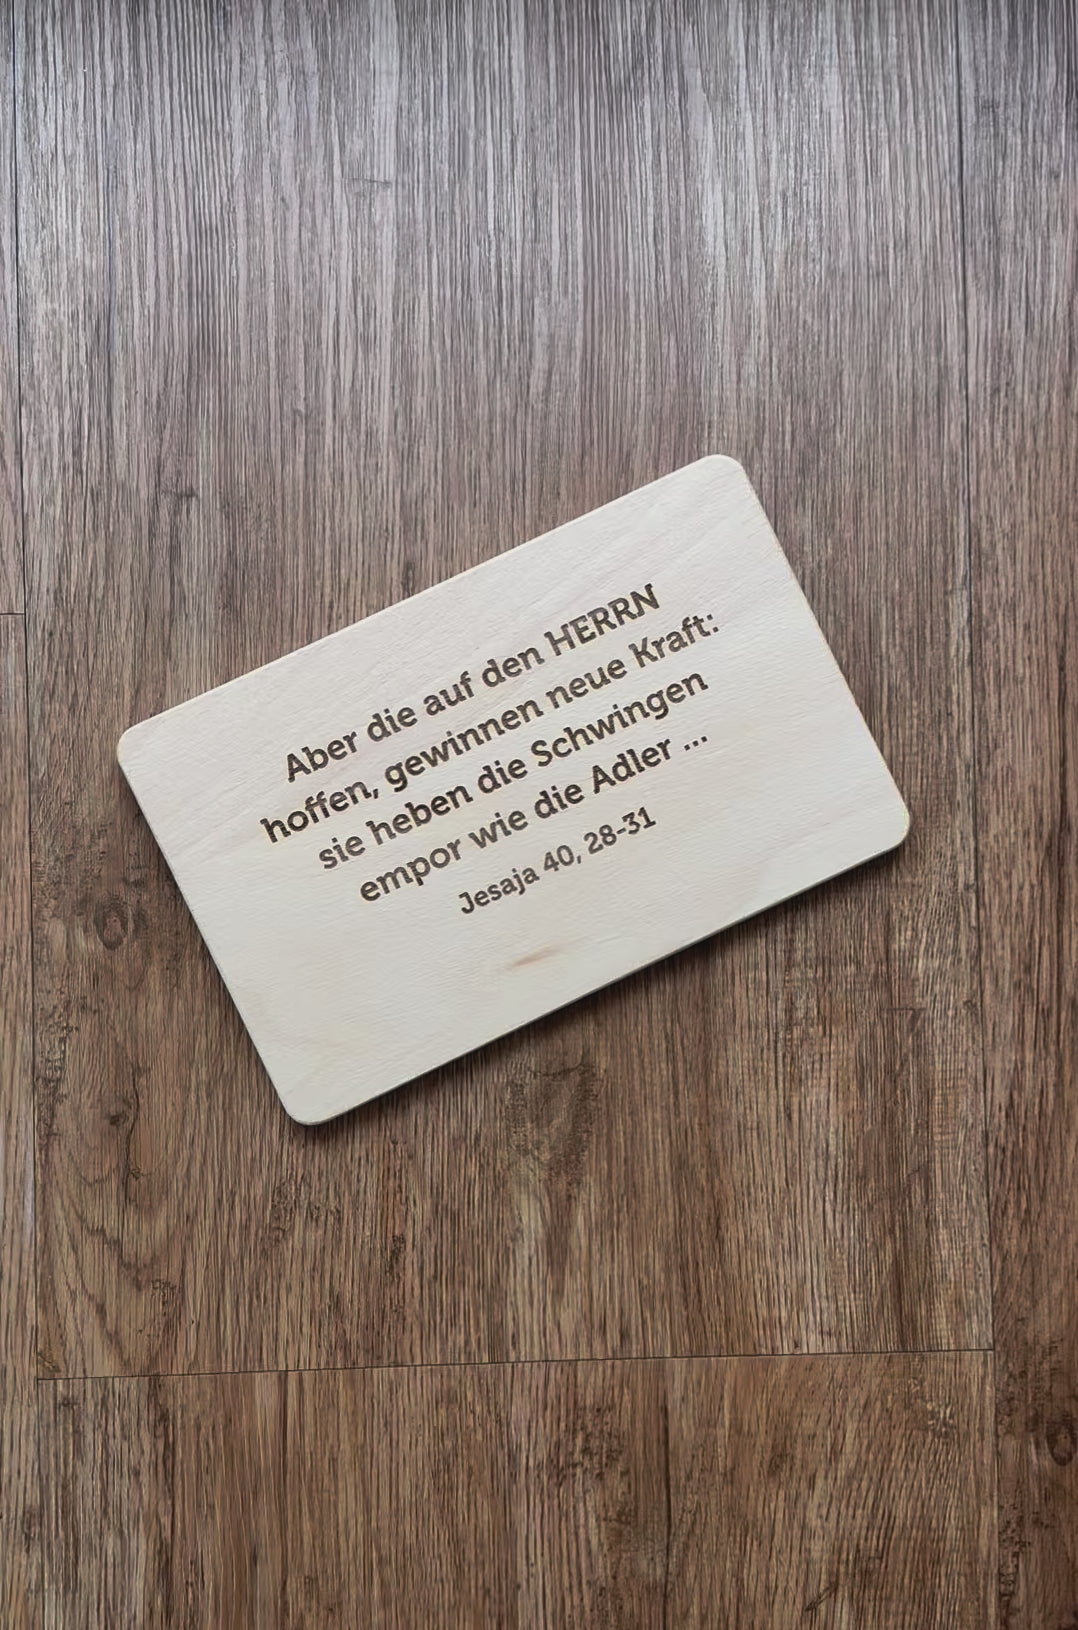 Aber die auf den HERRN
hoffen, gewinnen neue Kraft:
sie heben die Schwingen
empor wie die Adler ...
Jesaja 40, 28-31